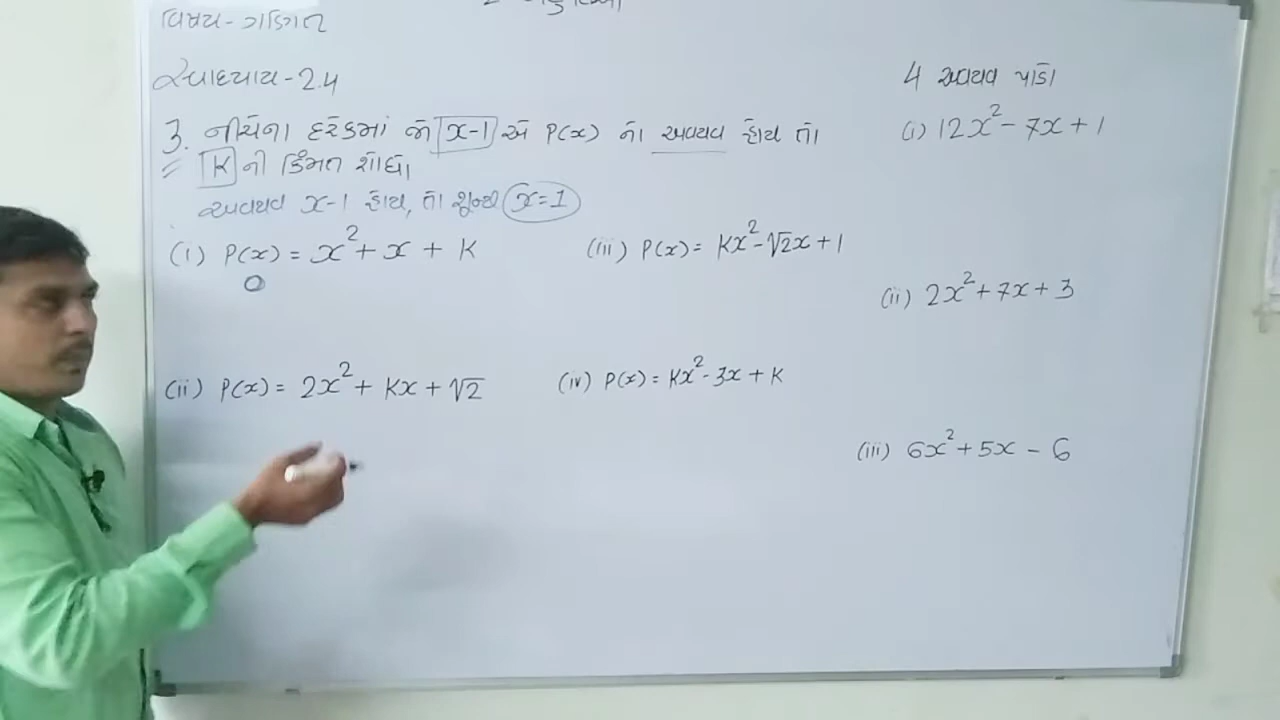 વિષય - ગણિત
સ્વાધ્યાય - 2.4
3. નીચેના દરેકમાં જો x-1 એ P(x) નો અવયવ હોય તો
K ની કિંમત શોધો
અવયવ x-1 હોય, તો શૂન્યો x=1
(i) P(x) = x² + x + K
0
(ii) P(x) = 2x² + Kx + √2
(iii) P(x) = Kx² - √2x + 1
(iv) P(x) = Kx² - 3x + K
4 અવયવ પાડો
(i) 12x² - 7x + 1
(ii) 2x² + 7x + 3
(iii) 6x² + 5x - 6